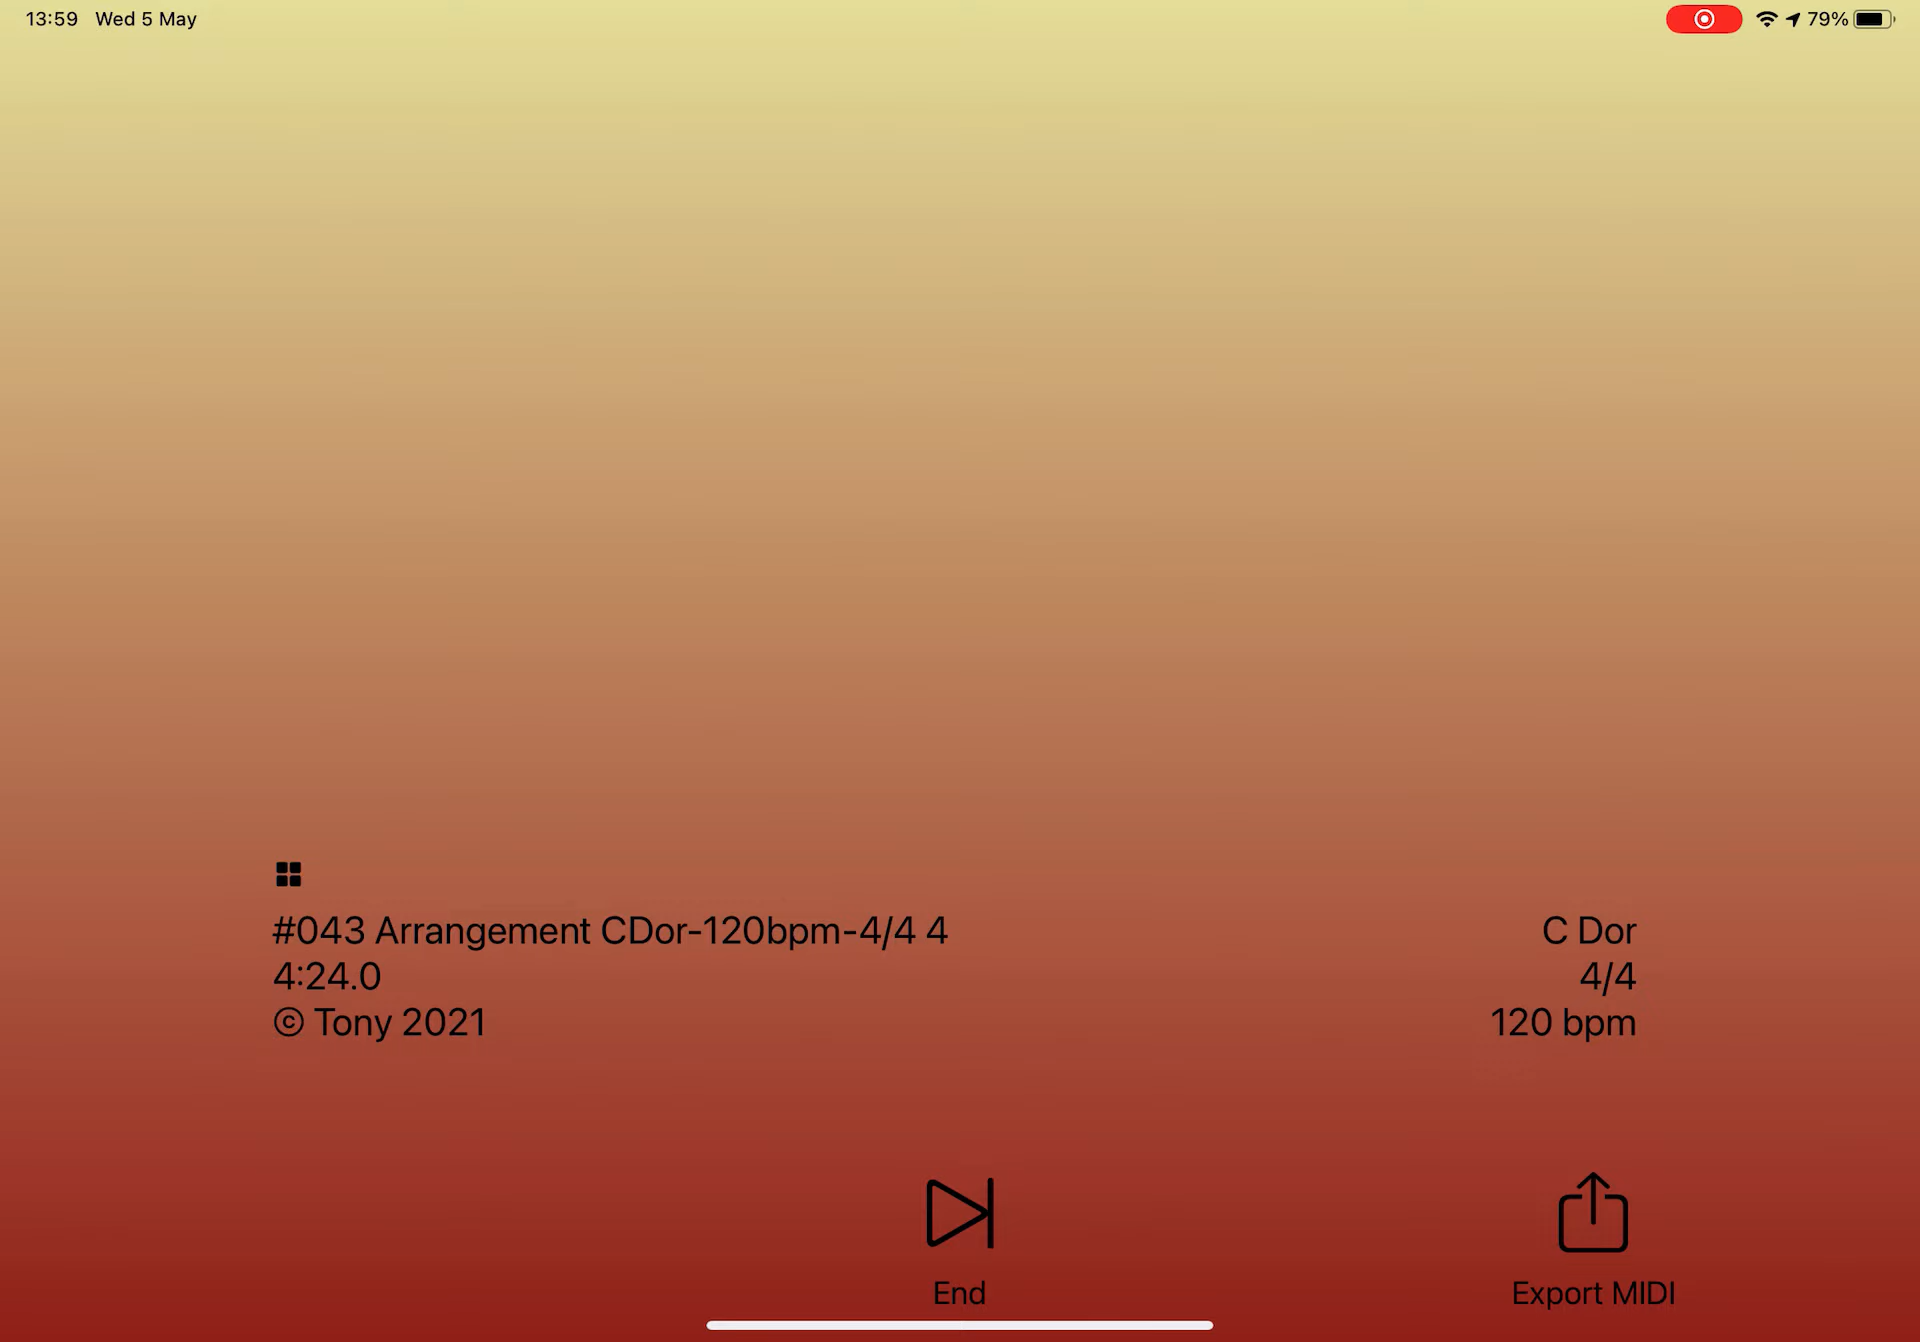 13:59 Wed 5 May
79%
#043 Arrangement CDor-120bpm-4/4 4
4:24.0
© Tony 2021
C Dor
4/4
120 bpm
End
Export MIDI